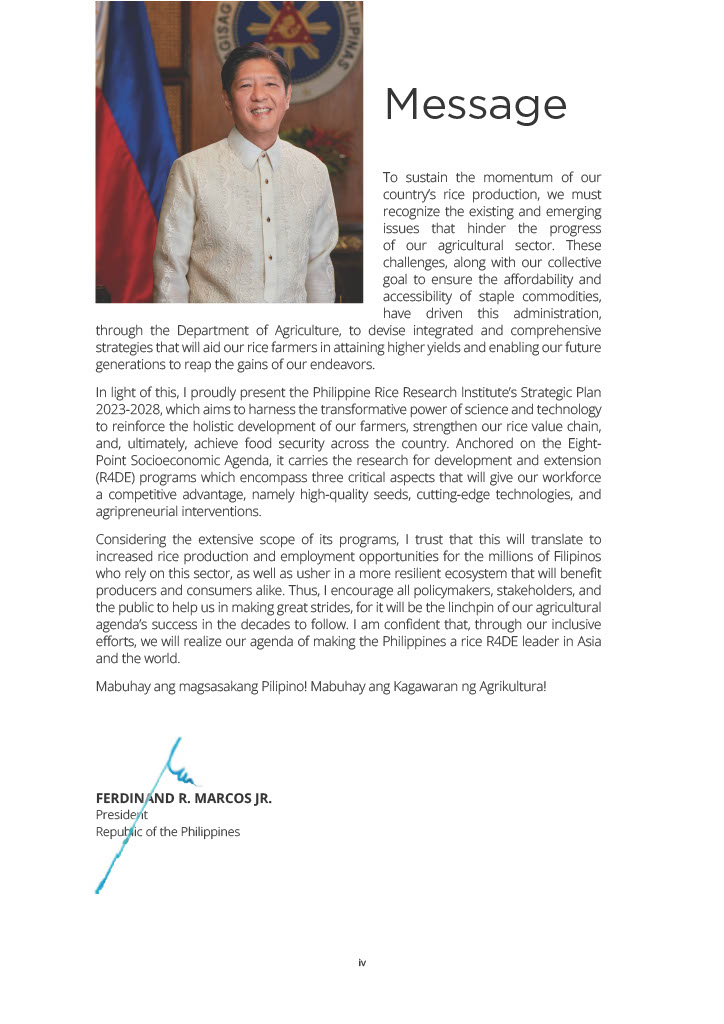 GISAG
PILIPINAS
Message
To sustain the momentum of our
country's rice production, we must
recognize the existing and emerging
issues that hinder the progress
of our agricultural sector. These
challenges, along with our collective
goal to ensure the affordability and
accessibility of staple commodities,
have driven this administration,
through the Department of Agriculture, to devise integrated and comprehensive
strategies that will aid our rice farmers in attaining higher yields and enabling our future
generations to reap the gains of our endeavors.
In light of this, I proudly present the Philippine Rice Research Institute's Strategic Plan
2023-2028, which aims to harness the transformative power of science and technology
to reinforce the holistic development of our farmers, strengthen our rice value chain,
and, ultimately, achieve food security across the country. Anchored on the Eight-
Point Socioeconomic Agenda, it carries the research for development and extension
(R4DE) programs which encompass three critical aspects that will give our workforce
a competitive advantage, namely high-quality seeds, cutting-edge technologies, and
agripreneurial interventions.
Considering the extensive scope of its programs, I trust that this will translate to
increased rice production and employment opportunities for the millions of Filipinos
who rely on this sector, as well as usher in a more resilient ecosystem that will benefit
producers and consumers alike. Thus, I encourage all policymakers, stakeholders, and
the public to help us in making great strides, for it will be the linchpin of our agricultural
agenda's success in the decades to follow. I am confident that, through our inclusive
efforts, we will realize our agenda of making the Philippines a rice R4DE leader in Asia
and the world.
Mabuhay ang magsasakang Pilipino! Mabuhay ang Kagawaran ng Agrikultura!
FERDINAND R. MARCOS JR.
President
Republic of the Philippines
iv